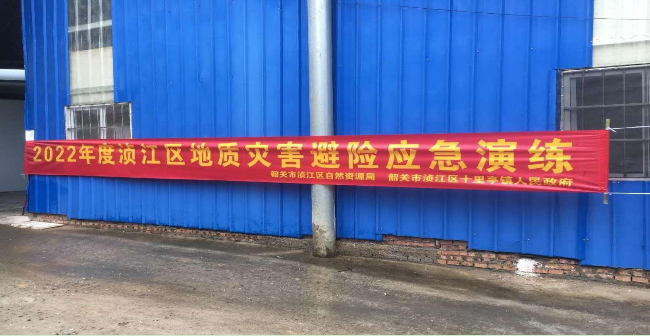 2022年度浈江区地质灾害避险应急演练
韶关市浈江区自然资源局 韶关市浈江区十里亭镇人民政府